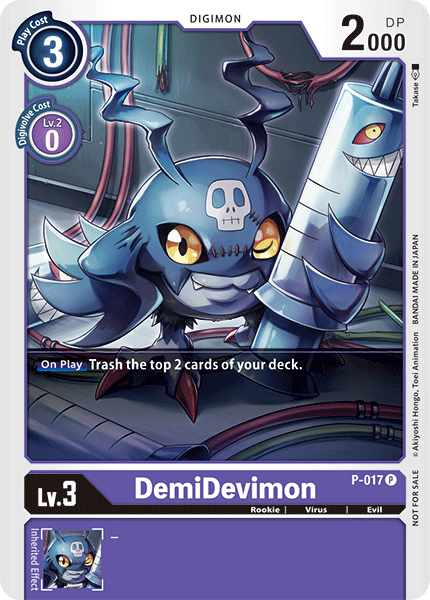 Play Cost
3
DIGIMON
DP
2000
Digivolve Cost
Lv.2
0
Takase
On Play Trash the top 2 cards of your deck.
© Akiyoshi Hongo, Toei Animation BANDAI MADE IN JAPAN
NOT FOR SALE
P-017 P
Lv.3
DemiDevimon
Rookie | Virus | Evil
Inherited Effect
-